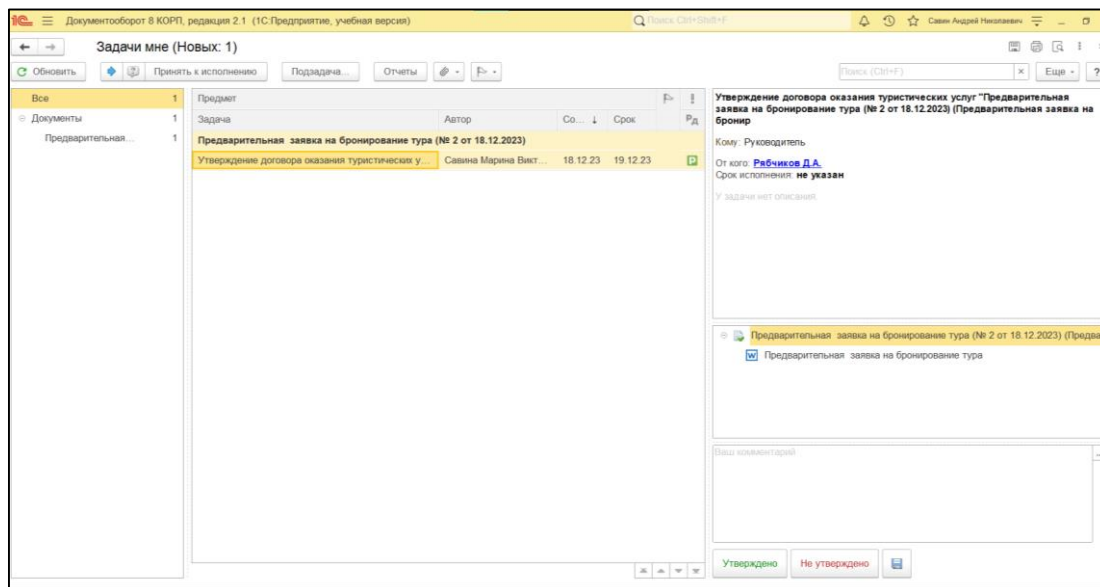 1С Документооборот 8 КОРП, редакция 2.1 (1С:Предприятие, учебная версия) Поиск Ctrl+Shift+F Савин Андрей Николаевич
Задачи мне (Новых: 1)
Обновить Принять к исполнению Подзадача... Отчеты Поиск (Ctrl+F) × Еще ?
Все 1
Документы 1
Предварительная... 1
Предмет
Задача Автор Со... ↓ Срок РД
Предварительная заявка на бронирование тура (№ 2 от 18.12.2023)
Утверждение договора оказания туристических у... Савина Марина Викт... 18.12.23 19.12.23
Утверждение договора оказания туристических услуг "Предварительная
заявка на бронирование тура (№ 2 от 18.12.2023) (Предварительная заявка на
бронир
Кому: Руководитель
От кого: Рябчиков Д.А.
Срок исполнения: не указан
У задачи нет описания.
Предварительная заявка на бронирование тура (№ 2 от 18.12.2023) (Предва
Предварительная заявка на бронирование тура
Ваш комментарий
Утверждено Не утверждено